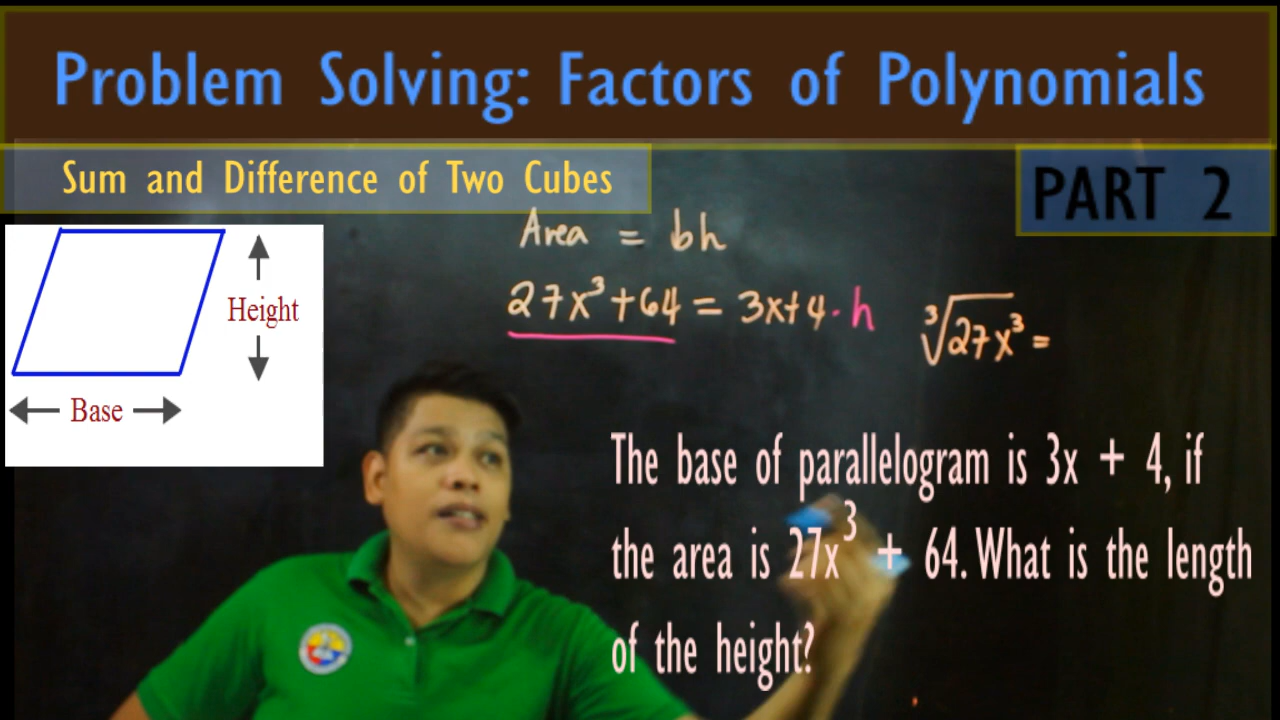 Problem Solving: Factors of Polynomials
Sum and Difference of Two Cubes
PART 2
Area = bh
27x³+64 = 3x+4·h
∛27x³ =
Height
Base
The base of parallelogram is 3x + 4, if
the area is 27x³ + 64. What is the length
of the height?